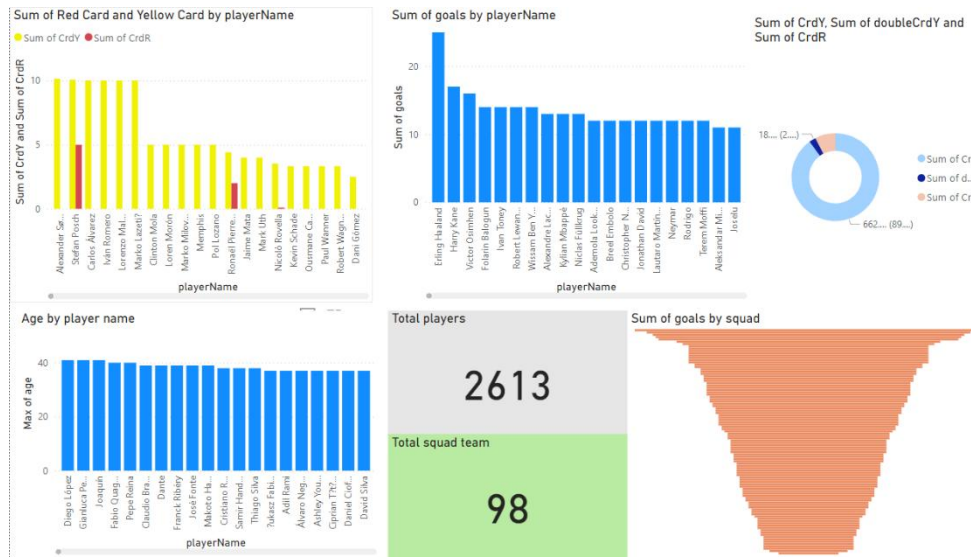 Sum of Red Card and Yellow Card by playerName
Sum of CrdY Sum of CrdR
Sum of CrdY and Sum of CrdR
10
5
0
Alexander Sø...
Stefan Posch
Carlos Álvarez
Iván Romero
Lorenzo Mal...
Marko Lazeti?
Clinton Mola
Loren Morón
Marko Milov...
Memphis
Pol Lozano
Ronaël Pierre...
Jaime Mata
Mark Uth
Nicolò Rovella
Kevin Schade
Ousmane Ca...
Paul Wanner
Robert Wagn...
Dani Gómez
playerName
Sum of goals by playerName
Sum of goals
20
10
0
Erling Haaland
Harry Kane
Victor Osimhen
Folarin Balogun
Ivan Toney
Robert Lewan...
Wissam Ben Y...
Alexandre Lac...
Kylian Mbappé
Niclas Füllkrug
Ademola Look...
Breel Embolo
Christopher N...
Jonathan David
Lautaro Martín...
Neymar
Rodrigo
Terem Moffi
Aleksandar Mi...
Joselu
playerName
Sum of CrdY, Sum of doubleCrdY and
Sum of CrdR
18.... (2....)
662.... (89....)
Sum of Cr
Sum of d..
Sum of Cr
Age by player name
Max of age
40
20
0
Diego López
Gianluca Pe...
Joaquín
Fabio Quag...
Pepe Reina
Claudio Bra...
Dante
Franck Ribéry
José Fonte
Makoto Ha...
Cristiano R...
Samir Hand...
Thiago Silva
?ukasz Fabi...
Adil Rami
Álvaro Neg...
Ashley You...
Ciprian T?t?...
Daniel Ciof...
David Silva
playerName
Total players
2613
Total squad team
98
Sum of goals by squad